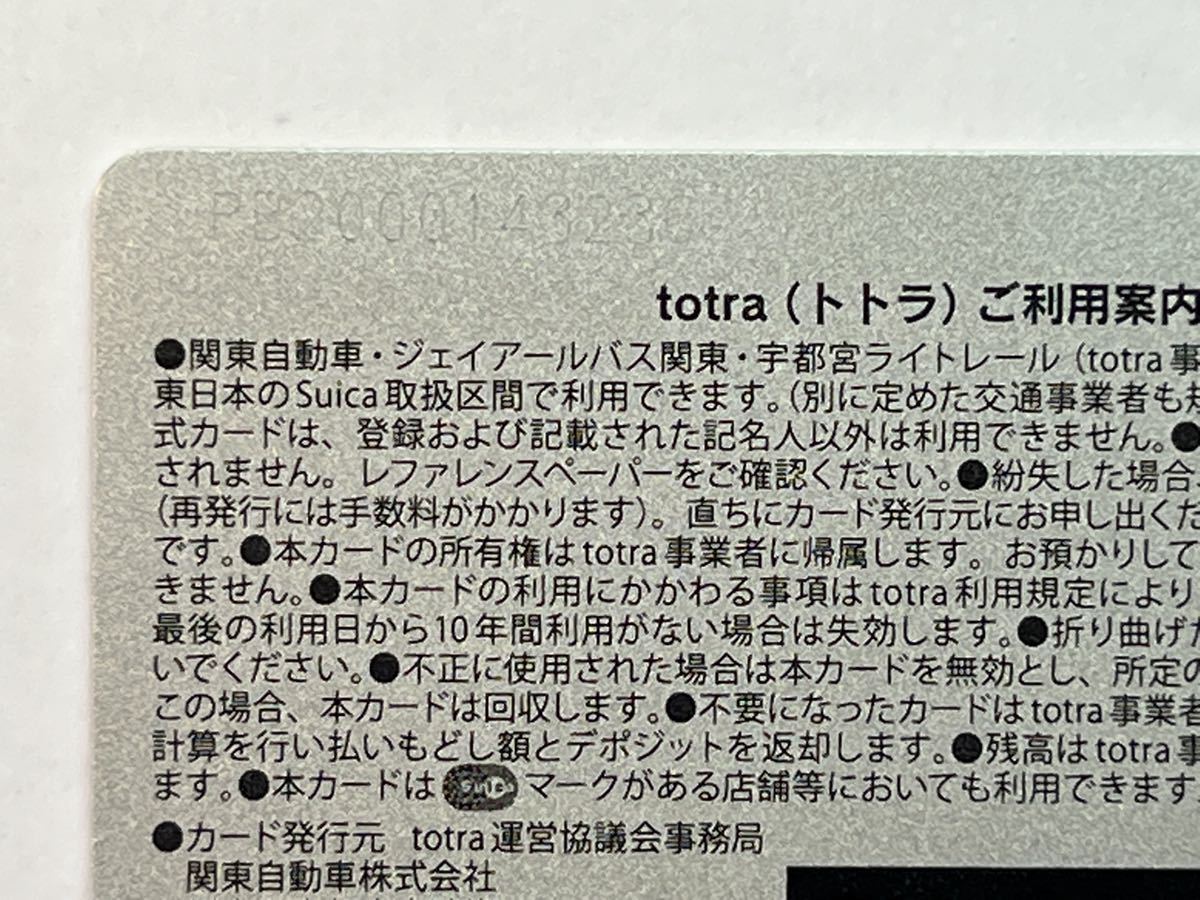 PB2000143236
totra（トトラ）ご利用案内
●関東自動車・ジェイアールバス関東・宇都宮ライトレール（totra事
東日本のSuica取扱区間で利用できます。（別に定めた交通事業者も
式カードは、登録および記載された記名人以外は利用できません。●
されません。レファレンスペーパーをご確認ください。●紛失した場合
（再発行には手数料がかかります）。直ちにカード発行元にお申し出くだ
です。●本カードの所有権はtotra事業者に帰属します。お預かりして
きません。●本カードの利用にかかわる事項はtotra利用規定により
最後の利用日から10年間利用がない場合は失効します。●折り曲げ
いでください。●不正に使用された場合は本カードを無効とし、所定の
この場合、本カードは回収します。●不要になったカードはtotra事業者
計算を行い払いもどし額とデポジットを返却します。●残高はtotra事
ます。●本カードは Suica マークがある店舗等においても利用できます
●カード発行元 totra運営協議会事務局
関東自動車株式会社